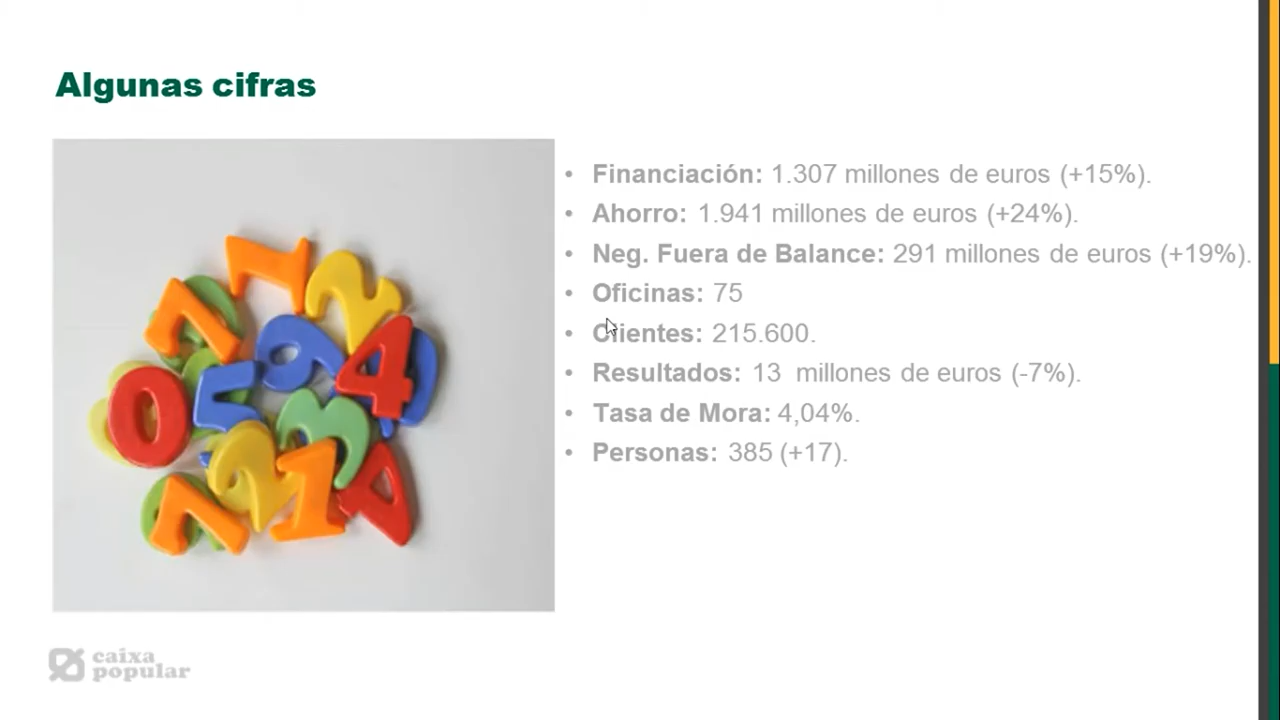 Algunas cifras
• Financiación: 1.307 millones de euros (+15%).
• Ahorro: 1.941 millones de euros (+24%).
• Neg. Fuera de Balance: 291 millones de euros (+19%).
• Oficinas: 75
• Clientes: 215.600.
• Resultados: 13 millones de euros (-7%).
• Tasa de Mora: 4,04%.
• Personas: 385 (+17).
caixa
popular